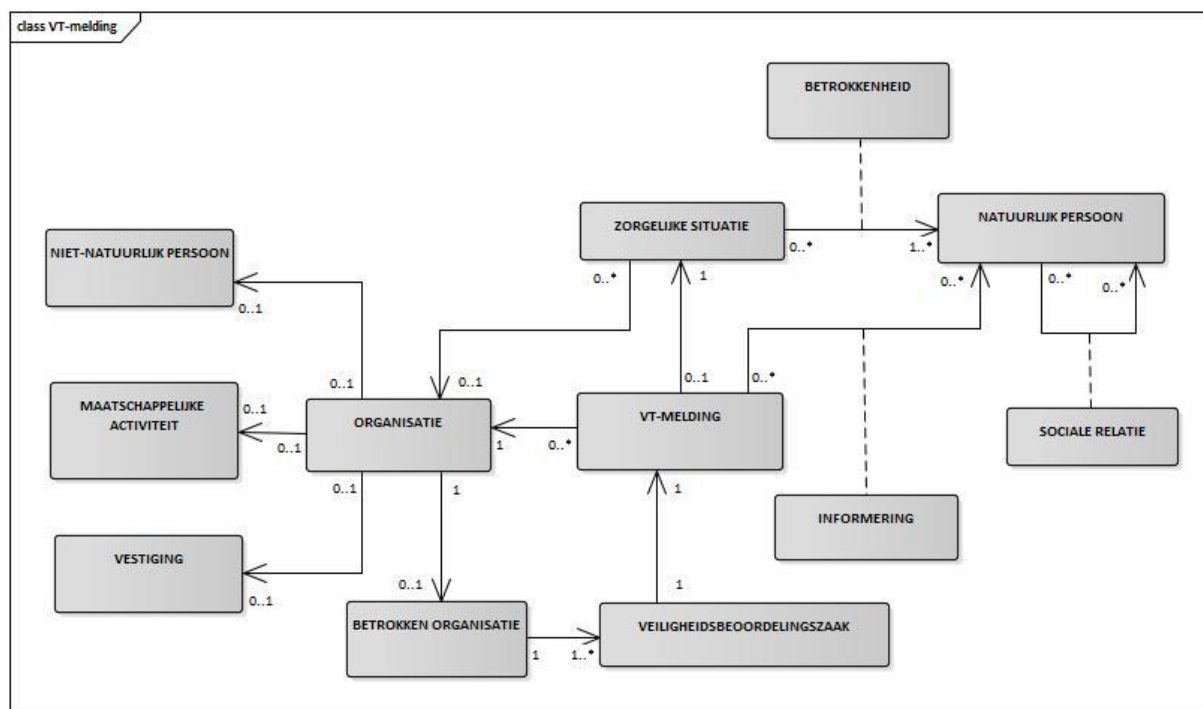 class VT-melding
BETROKKENHEID
ZORGELIJKE SITUATIE
NATUURLIJK PERSOON
0..*
1..*
NIET-NATUURLIJK PERSOON
0..*
1
0..*
0..*
0..*
0..1
0..1
0..1
0..1
0..*
MAATSCHAPPELIJKE
ACTIVITEIT
0..1
0..1
ORGANISATIE
1
0..*
VT-MELDING
SOCIALE RELATIE
0..1
1
1
INFORMERING
VESTIGING
0..1
0..1
1
BETROKKEN ORGANISATIE
1
1..*
VEILIGHEIDSBEOORDELINGSZAAK